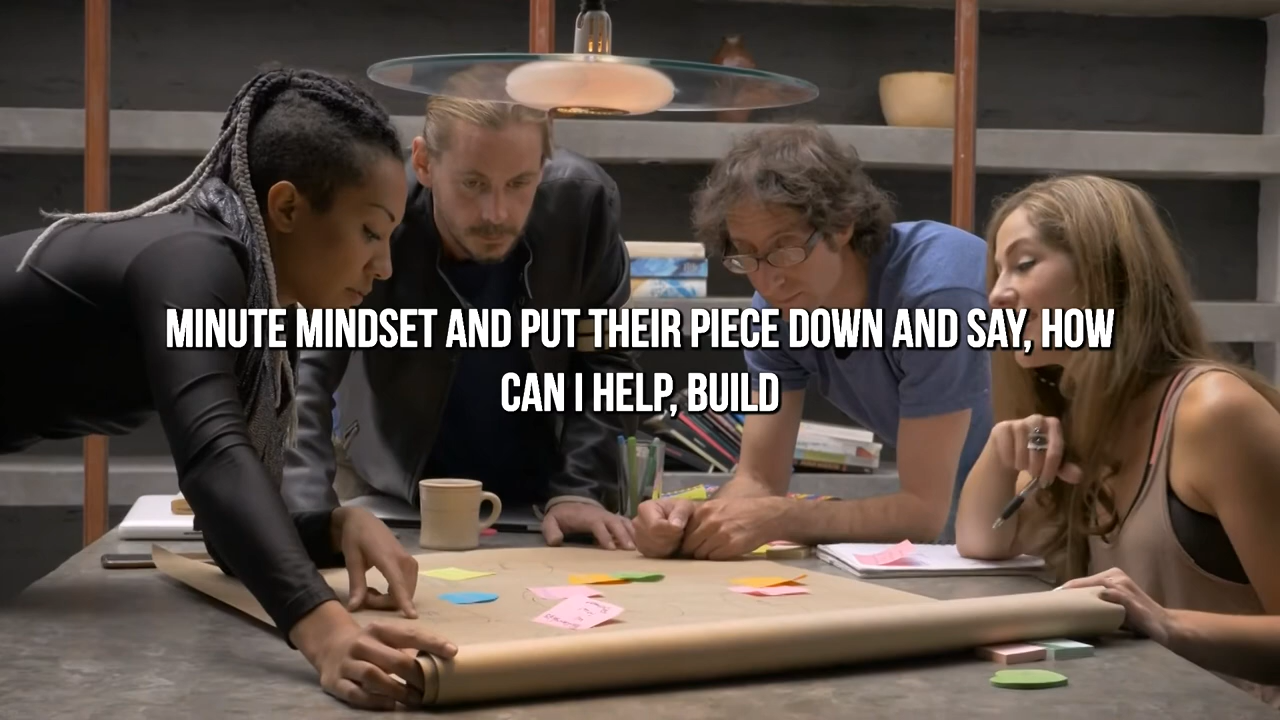 MINUTE MINDSET AND PUT THEIR PIECE DOWN AND SAY, HOW
CAN I HELP, BUILD